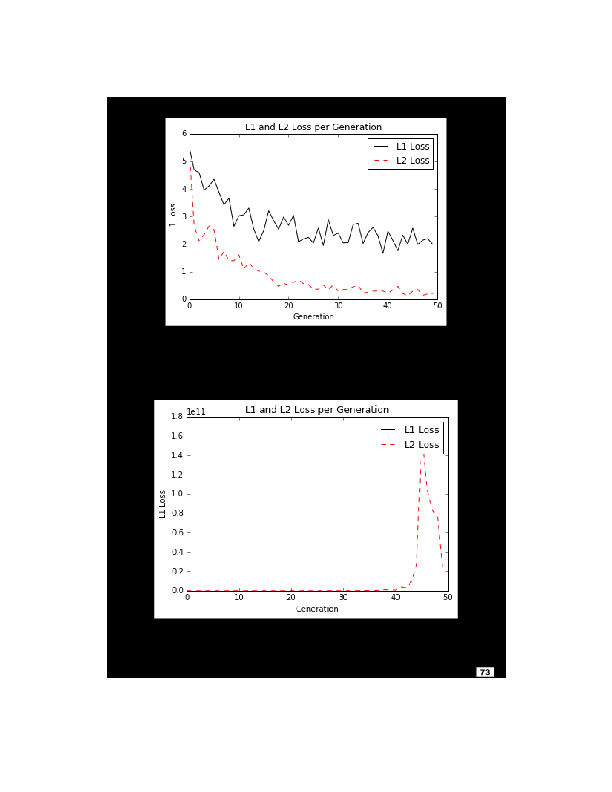 L1 and L2 Loss per Generation
6
5
4
3
2
1
0
L1 Loss
L2 Loss
0 10 20 30 40 50
Generation
1e11
L1 and L2 Loss per Generation
1.8
1.6
1.4
1.2
1.0
0.8
0.6
0.4
0.2
0.0
L1 Loss
L1 Loss
L2 Loss
0 10 20 30 40 50
Generation
73